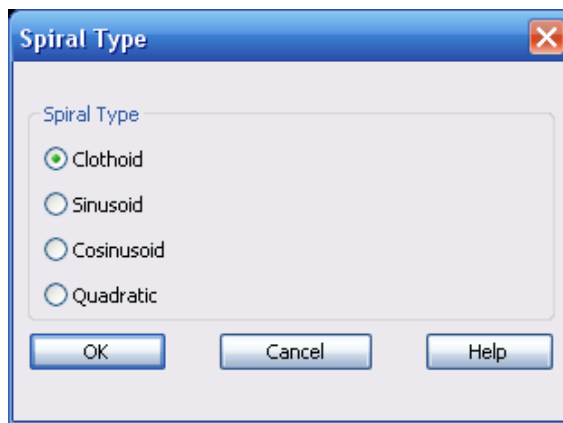 Spiral Type
Spiral Type
Clothoid
Sinusoid
Cosinusoid
Quadratic
OK Cancel Help